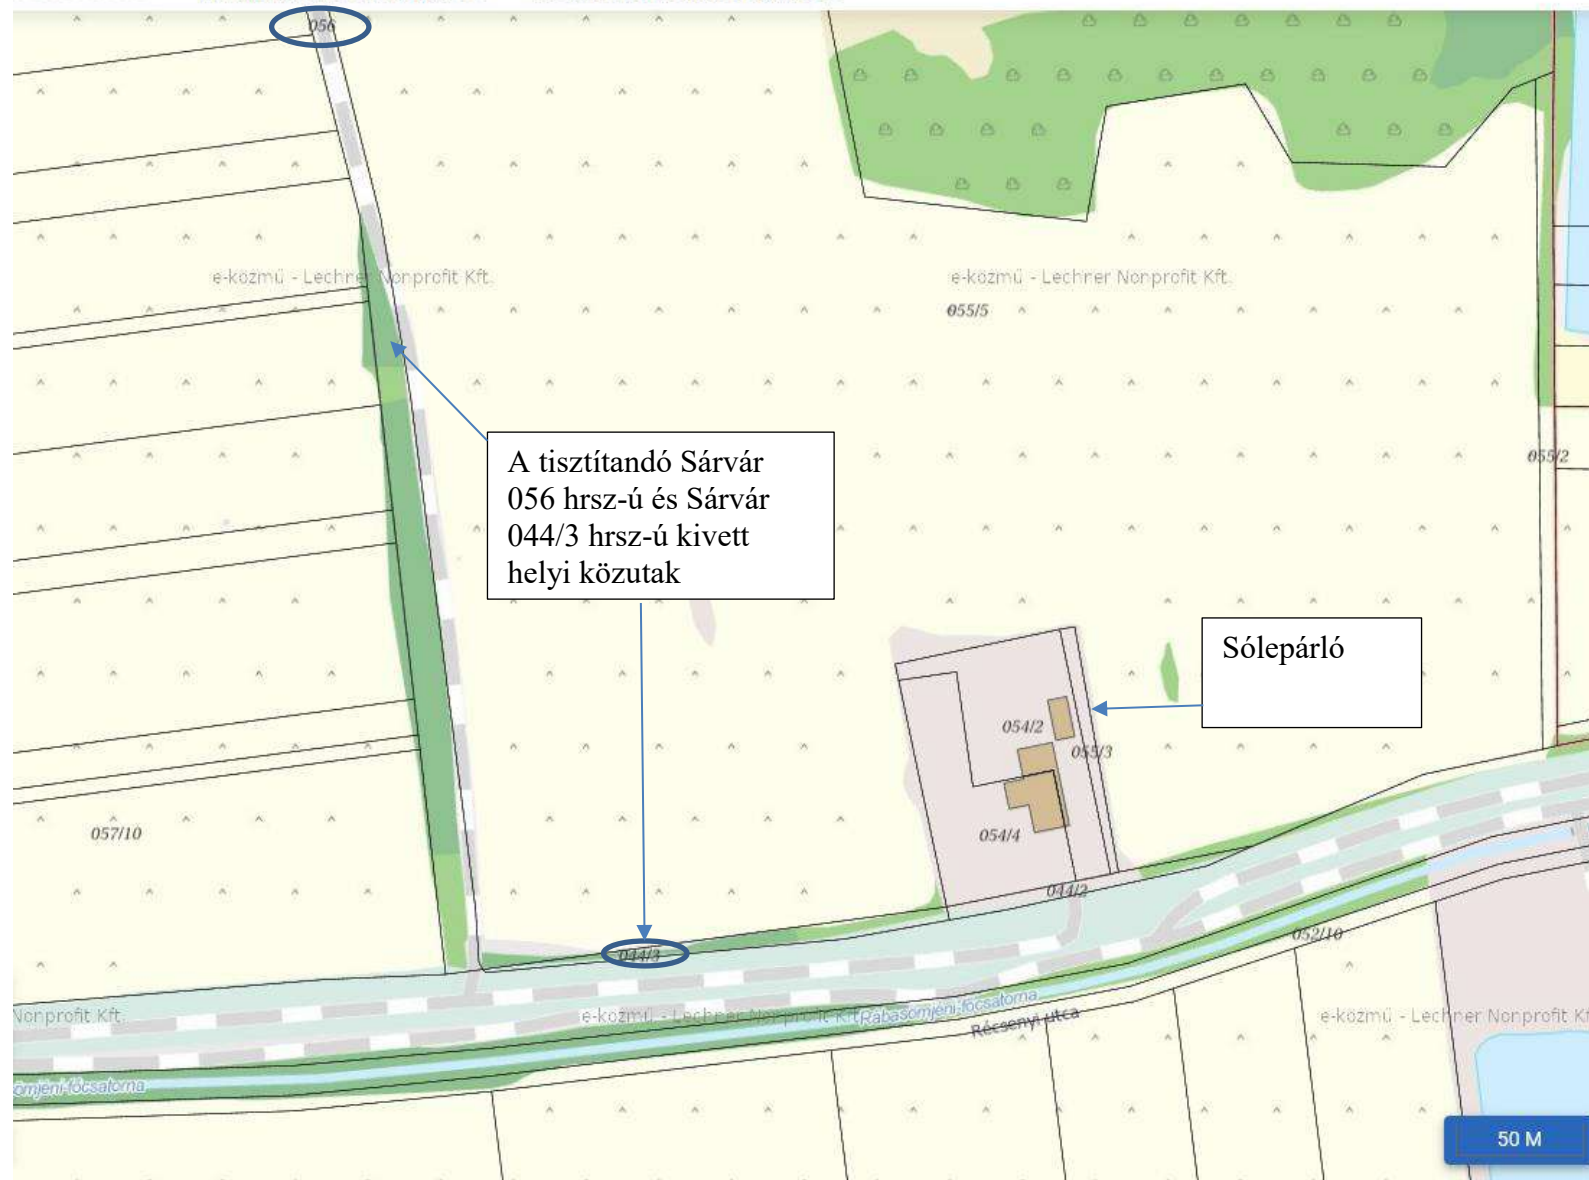 056
e-közmű - Lechner Nonprofit Kft.
e-közmű - Lechner Nonprofit Kft.
055/5
A tisztítandó Sárvár
056 hrsz-ú és Sárvár
044/3 hrsz-ú kivett
helyi közutak
055/2
Sólepárló
054/2
055/3
057/10
054/4
044/2
052/10
044/3
Nonprofit Kft.
e-közmű - Lechner Nonprofit Kft.
Rábasömjéni-főcsatorna
Récsenyi utca
e-közmű - Lechner Nonprofit Kf
ömjéni-főcsatorna
50 M